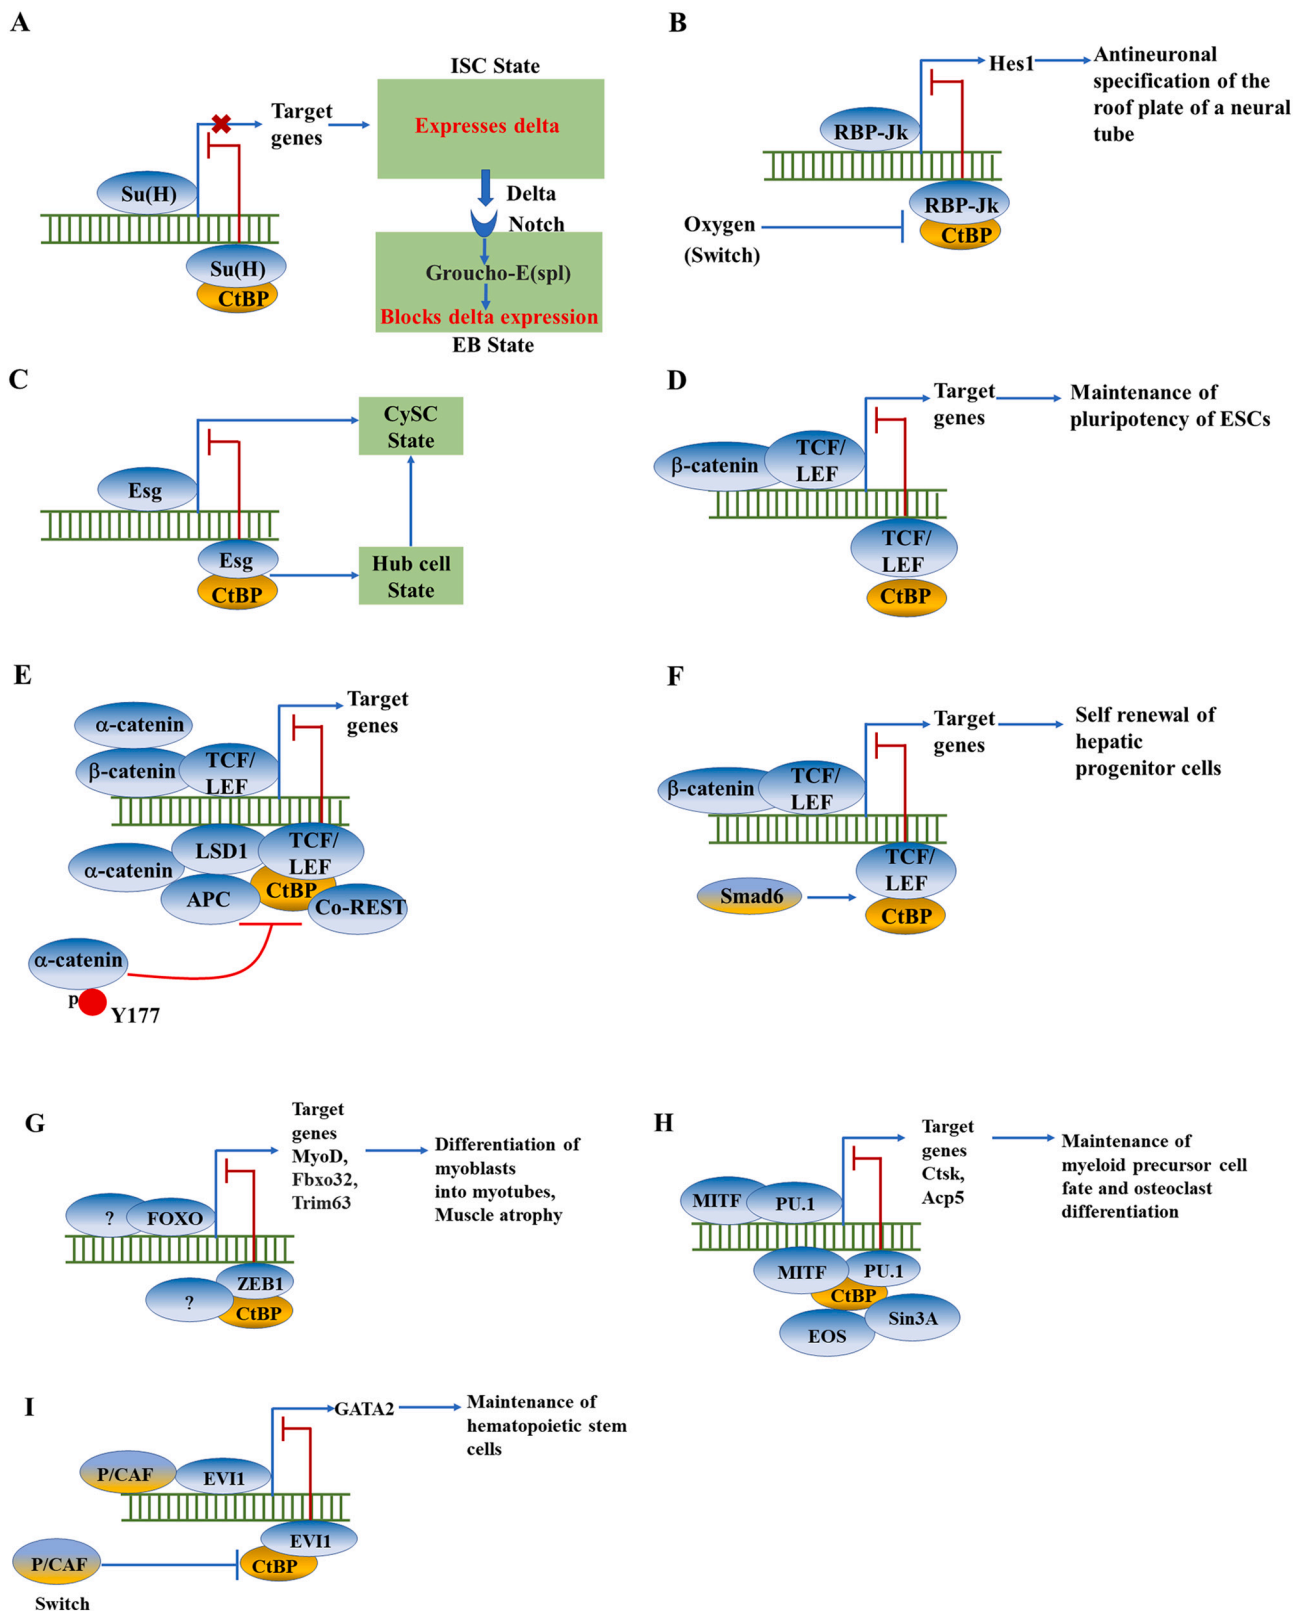 A
ISC State
Target
genes
Expresses delta
Su(H)
Delta
Notch
Su(H)
CtBP
Groucho-E(spl)
Blocks delta expression
EB State
B
Hes1
Antineuronal
specification of the
roof plate of a neural
tube
RBP-Jk
RBP-Jk
CtBP
Oxygen
(Switch)
C
CySC
State
Esg
Esg
CtBP
Hub cell
State
D
Target
genes
Maintenance of
pluripotency of ESCs
β-catenin
TCF/
LEF
TCF/
LEF
CtBP
E
Target
genes
α-catenin
β-catenin
TCF/
LEF
LSD1
TCF/
LEF
α-catenin
APC
CtBP
Co-REST
α-catenin
p
Y177
F
Target
genes
Self renewal of
hepatic
progenitor cells
β-catenin
TCF/
LEF
TCF/
LEF
Smad6
CtBP
G
Target
genes
MyoD,
Fbxo32,
Trim63
Differentiation of
myoblasts
into myotubes,
Muscle atrophy
?
FOXO
ZEB1
?
CtBP
H
Target
genes
Ctsk,
Acp5
Maintenance of
myeloid precursor cell
fate and osteoclast
differentiation
MITF
PU.1
MITF
PU.1
CtBP
EOS
Sin3A
I
GATA2
Maintenance of
hematopoietic stem
cells
P/CAF
EVI1
EVI1
P/CAF
CtBP
Switch